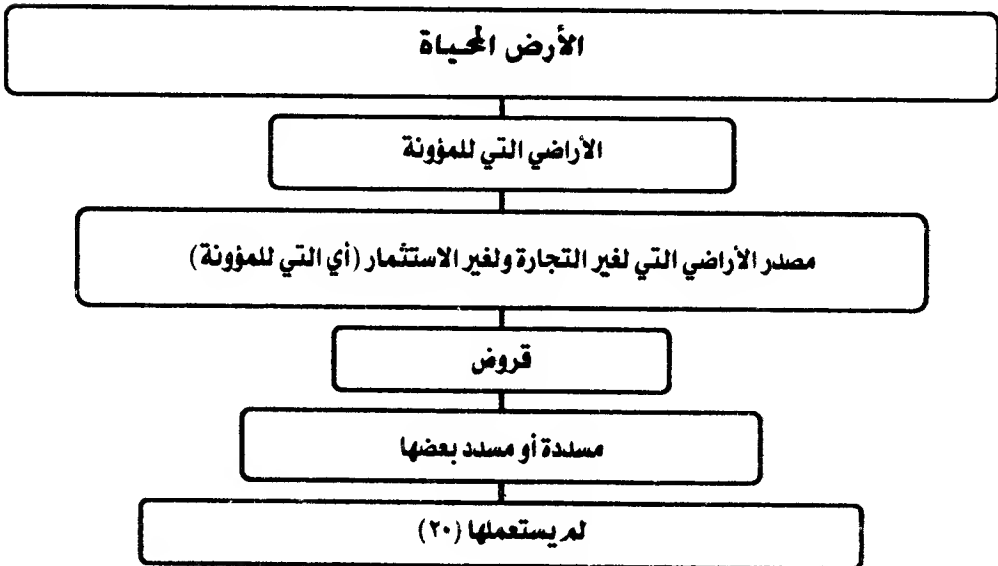 الأرض المحياة
الأراضي التي للمؤونة
مصدر الأراضي التي لغير التجارة ولغير الاستثمار (أي التي للمؤونة)
قروض
مسددة أو مسدد بعضها
لم يستعملها (٢٠)